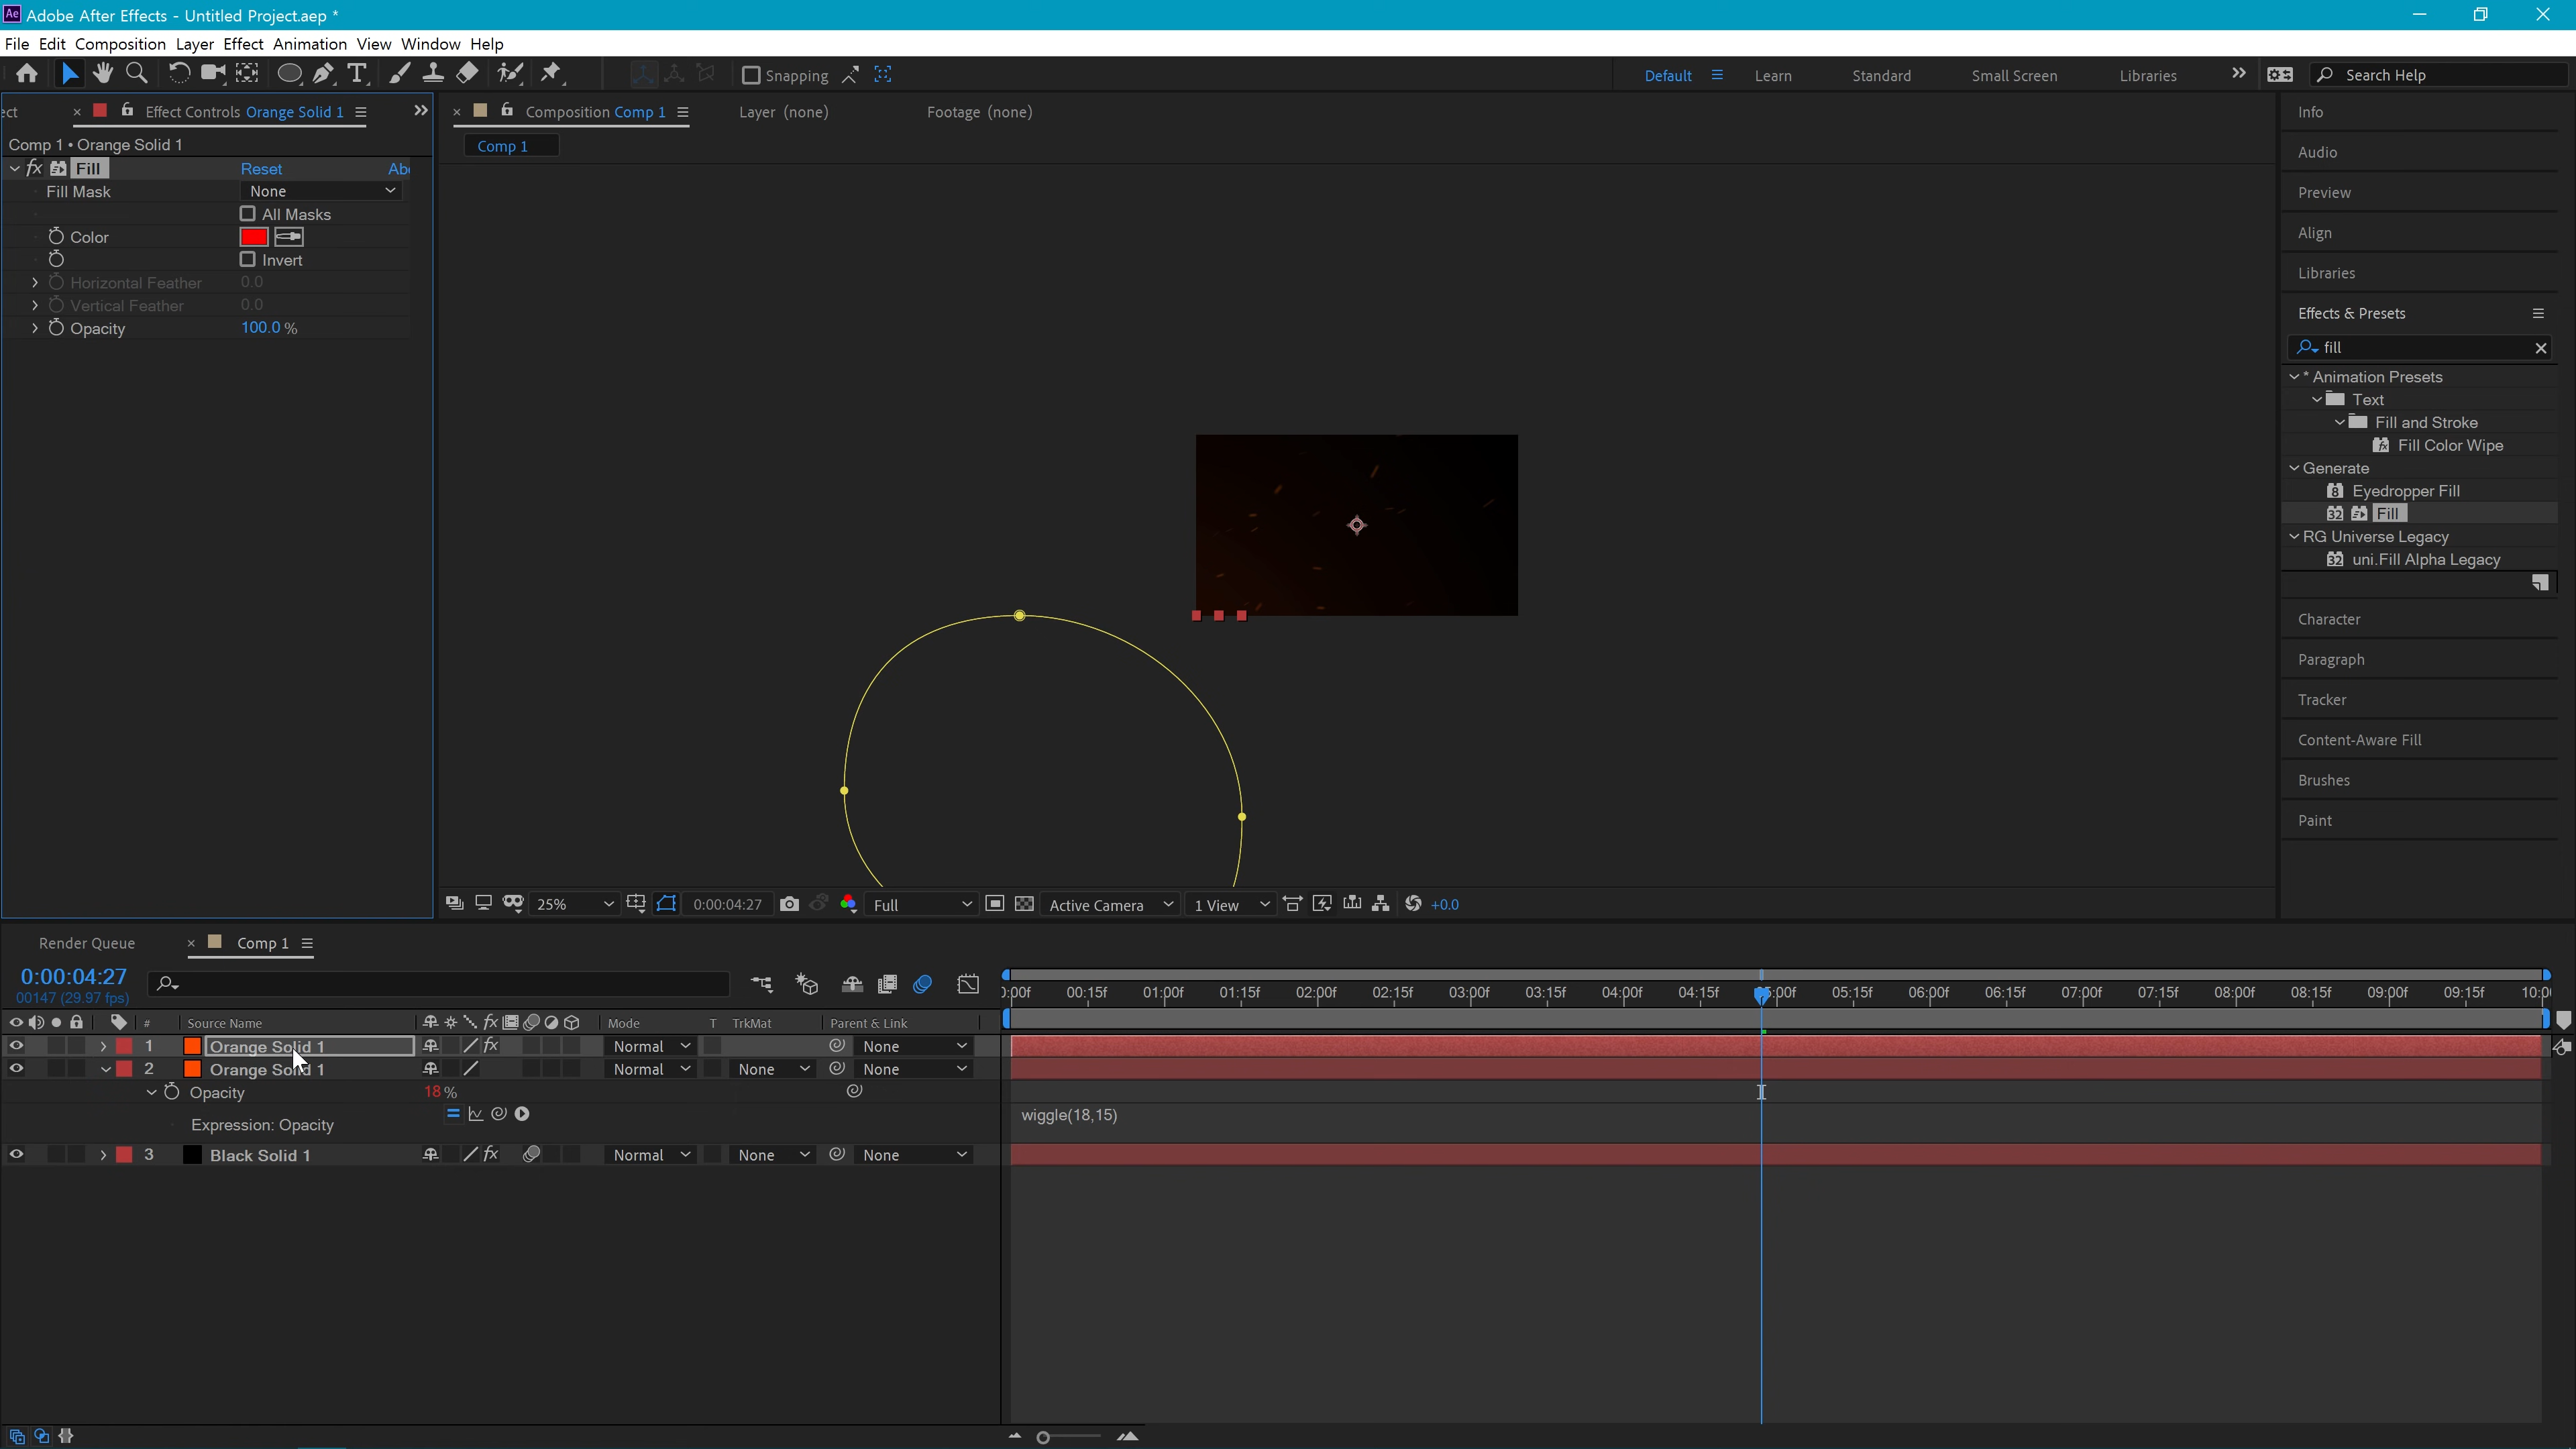 Adobe After Effects - Untitled Project.aep *
File Edit Composition Layer Effect Animation View Window Help
Snapping
Default Learn Standard Small Screen Libraries
Search Help
ect Effect Controls Orange Solid 1
Comp 1 • Orange Solid 1
fx Fill Reset Abo
Fill Mask None
All Masks
Color
Invert
Horizontal Feather 0.0
Vertical Feather 0.0
Opacity 100.0 %
Composition Comp 1 Layer (none) Footage (none)
Comp 1
25% 0:00:04:27 Full Active Camera 1 View +0.0
Info
Audio
Preview
Align
Libraries
Effects & Presets
fill
* Animation Presets
Text
Fill and Stroke
Fill Color Wipe
Generate
8 Eyedropper Fill
32 Fill
RG Universe Legacy
32 uni.Fill Alpha Legacy
Character
Paragraph
Tracker
Content-Aware Fill
Brushes
Paint
Render Queue Comp 1
0:00:04:27
00147 (29.97 fps)
):00f 00:15f 01:00f 01:15f 02:00f 02:15f 03:00f 03:15f 04:00f 04:15f 05:00f 05:15f 06:00f 06:15f 07:00f 07:15f 08:00f 08:15f 09:00f 09:15f 10:0
# Source Name fx Mode T TrkMat Parent & Link
1 Orange Solid 1 fx Normal None
2 Orange Solid 1 Normal None None
Opacity 18 %
Expression: Opacity wiggle(18,15)
3 Black Solid 1 fx Normal None None